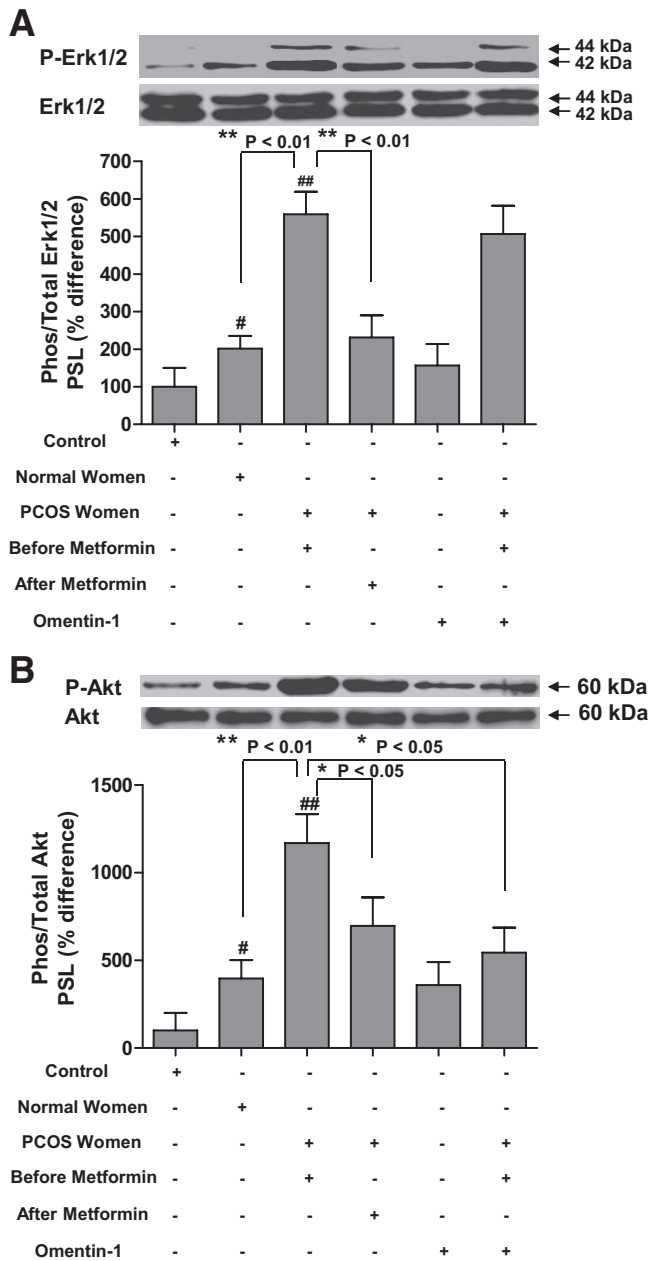 A
P-Erk1/2
44 kDa
42 kDa
Erk1/2
44 kDa
42 kDa
** P < 0.01 ** P < 0.01
Phos/Total Erk1/2
PSL (% difference)
700
600
500
400
300
200
100
0
#
##
Control + - - - - -
Normal Women - + - - - -
PCOS Women - - + + - +
Before Metformin - - + - - +
After Metformin - - - + - -
Omentin-1 - - - - + +
B
P-Akt
60 kDa
Akt
60 kDa
** P < 0.01 * P < 0.05
* P < 0.05
Phos/Total Akt
PSL (% difference)
1500
1000
500
0
#
##
Control + - - - - -
Normal Women - + - - - -
PCOS Women - - + + - +
Before Metformin - - + - - +
After Metformin - - - + - -
Omentin-1 - - - - + +